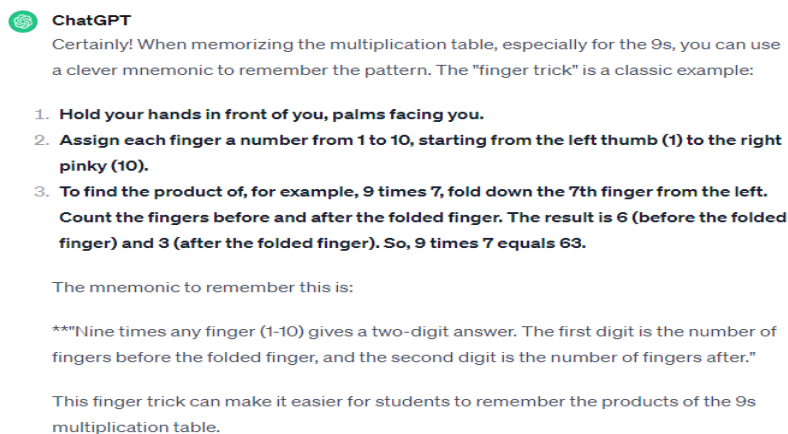 ChatGPT
Certainly! When memorizing the multiplication table, especially for the 9s, you can use
a clever mnemonic to remember the pattern. The "finger trick" is a classic example:
1. Hold your hands in front of you, palms facing you.
2. Assign each finger a number from 1 to 10, starting from the left thumb (1) to the right
pinky (10).
3. To find the product of, for example, 9 times 7, fold down the 7th finger from the left.
Count the fingers before and after the folded finger. The result is 6 (before the folded
finger) and 3 (after the folded finger). So, 9 times 7 equals 63.
The mnemonic to remember this is:
**"Nine times any finger (1-10) gives a two-digit answer. The first digit is the number of
fingers before the folded finger, and the second digit is the number of fingers after."
This finger trick can make it easier for students to remember the products of the 9s
multiplication table.